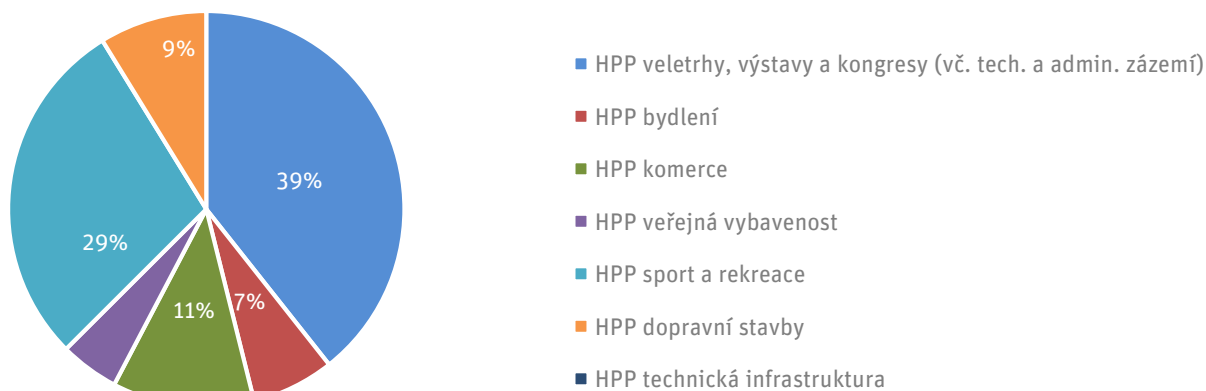 9%
39%
29%
11%
7%
HPP veletrhy, výstavy a kongresy (vč. tech. a admin. zázemí)
HPP bydlení
HPP komerce
HPP veřejná vybavenost
HPP sport a rekreace
HPP dopravní stavby
HPP technická infrastruktura